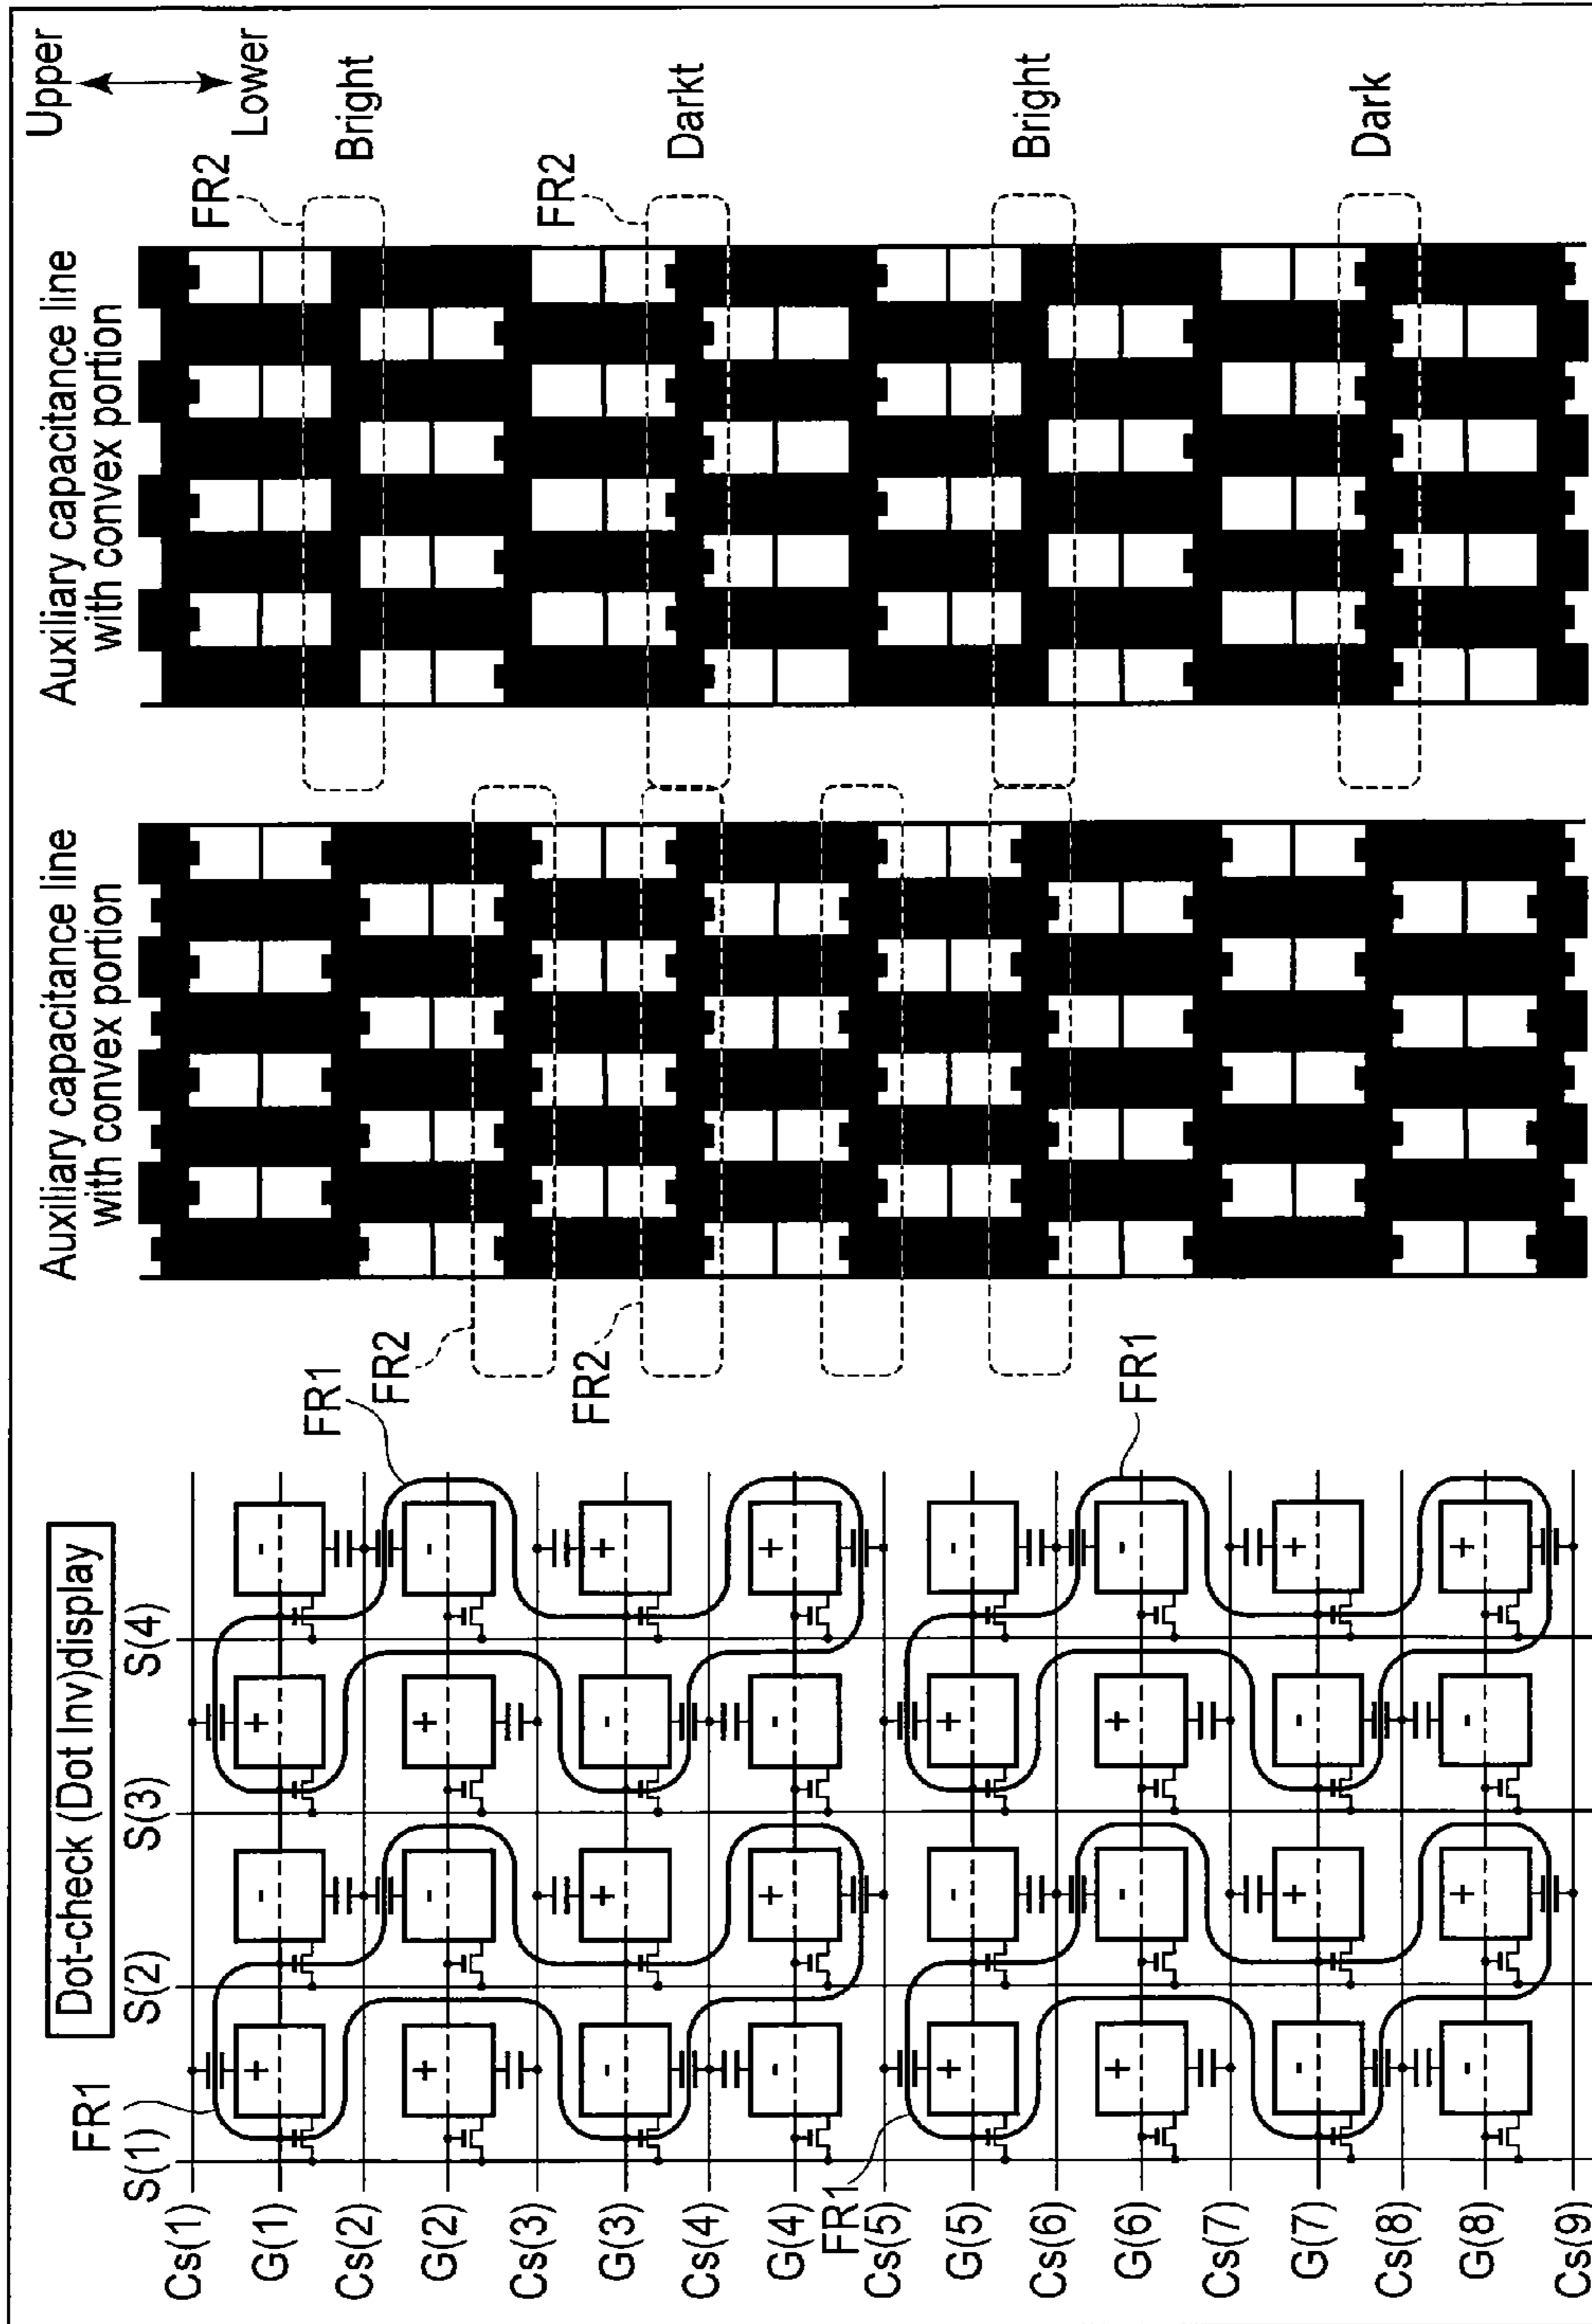 Dot-check (Dot Inv)display
Auxiliary capacitance line
with convex portion
Auxiliary capacitance line
with convex portion
Upper
Lower
FR1
S(1)
S(2)
S(3)
S(4)
Cs(1)
G(1)
Cs(2)
G(2)
Cs(3)
G(3)
Cs(4)
G(4)
Cs(5)
G(5)
Cs(6)
G(6)
Cs(7)
G(7)
Cs(8)
G(8)
Cs(9)
+ - + -
+ - + -
- + - +
- + - +
+ - + -
+ - + -
- + - +
- + - +
FR1
FR1
FR1
FR2
FR2
FR2
FR2
Bright
Darkt
Bright
Dark